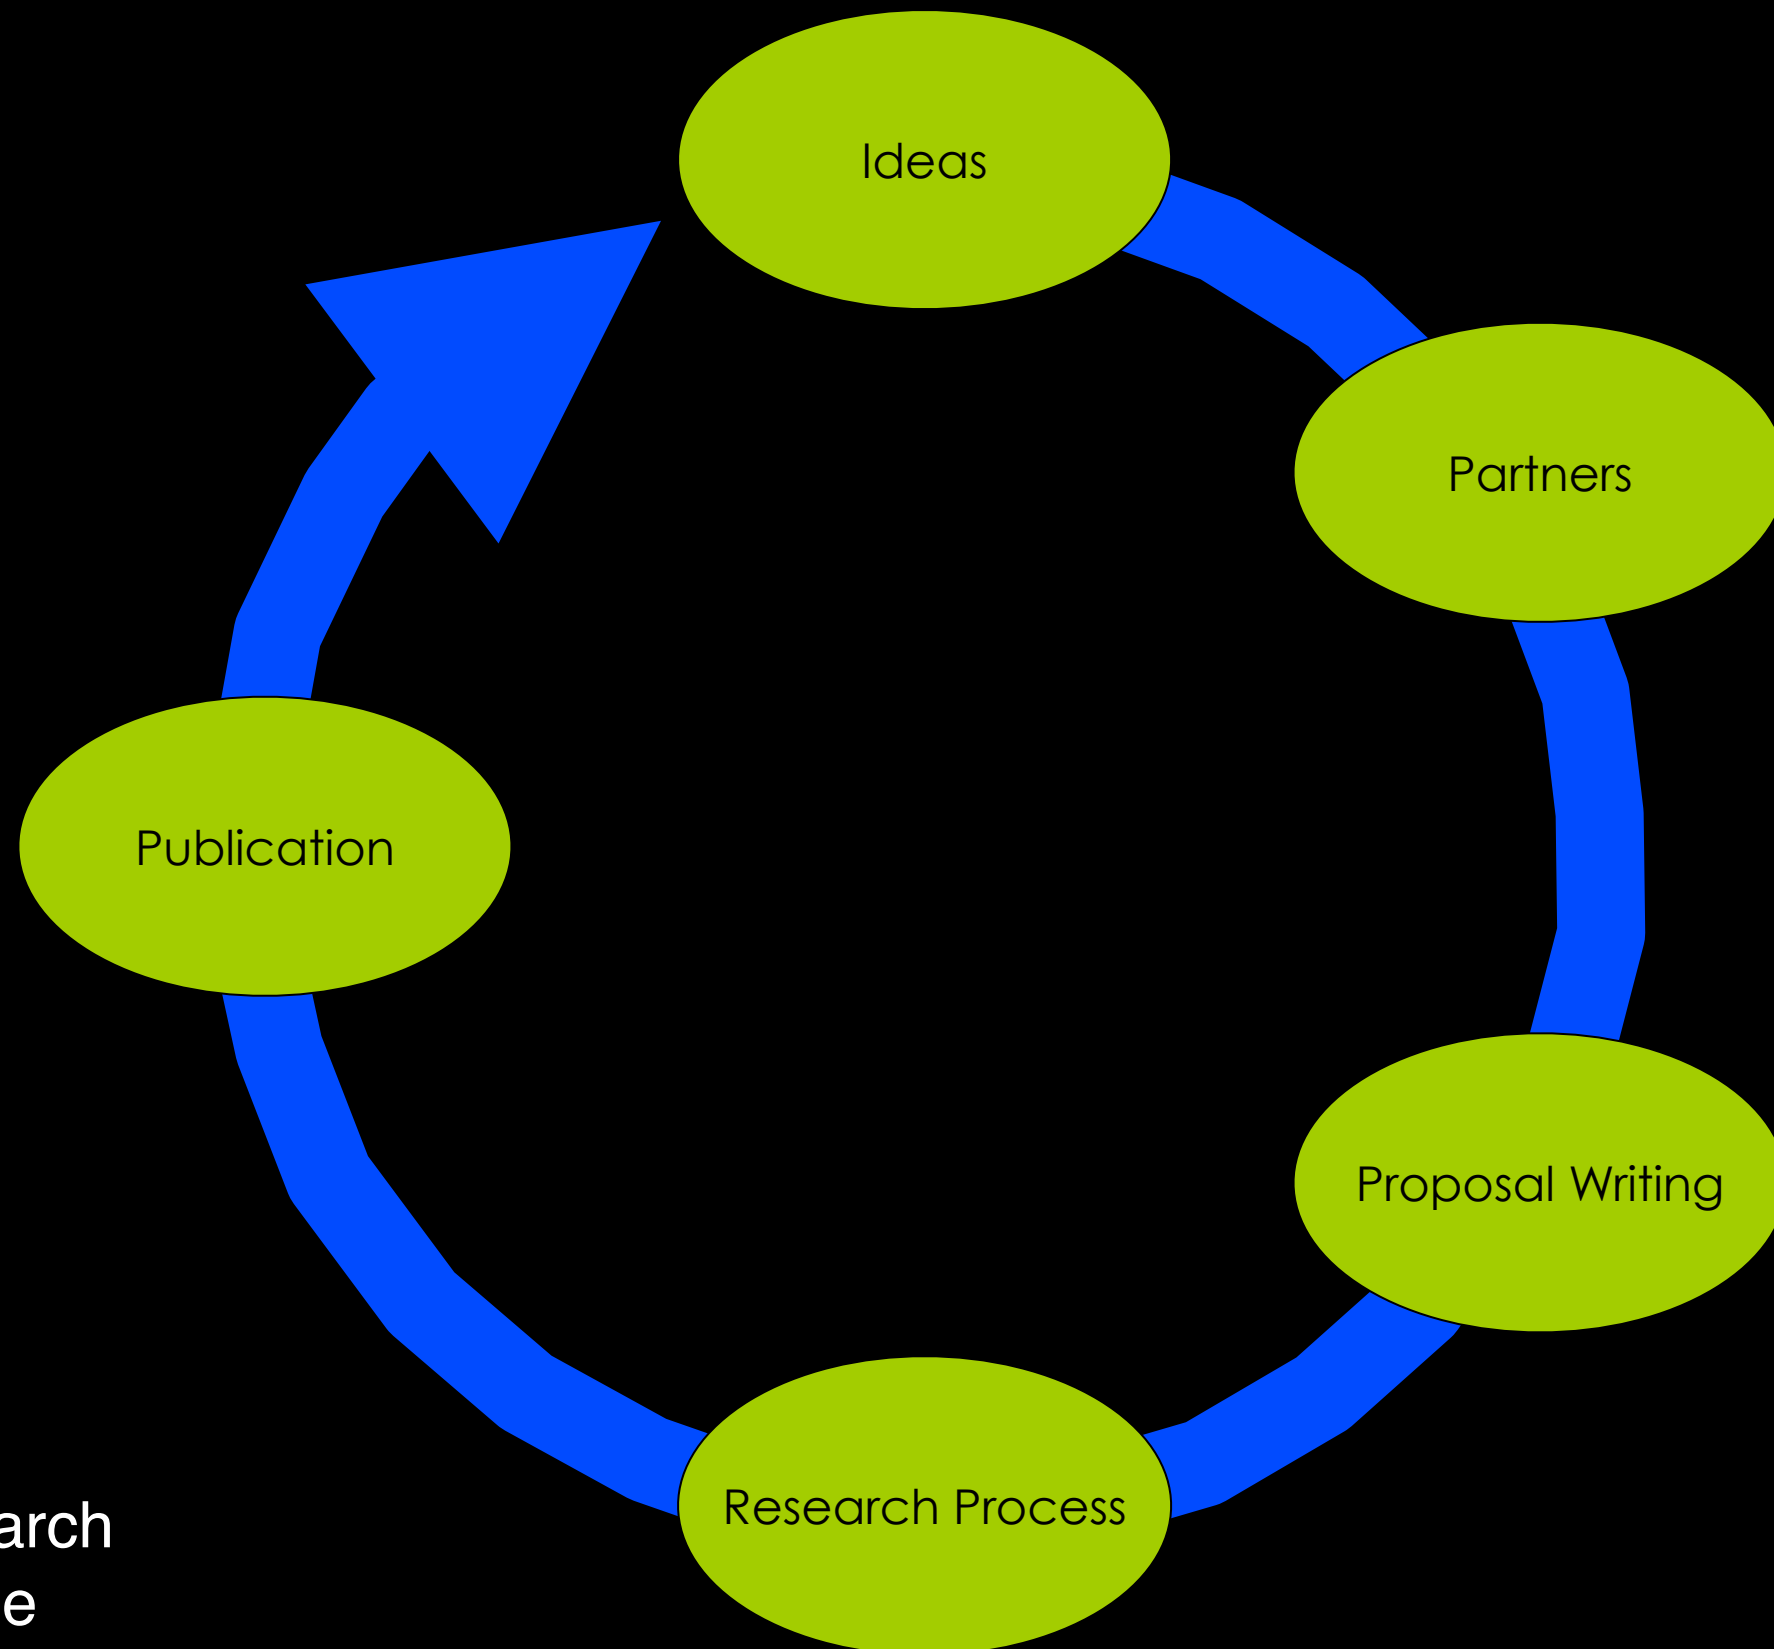 Ideas
Partners
Publication
Proposal Writing
Research Process
arch
e